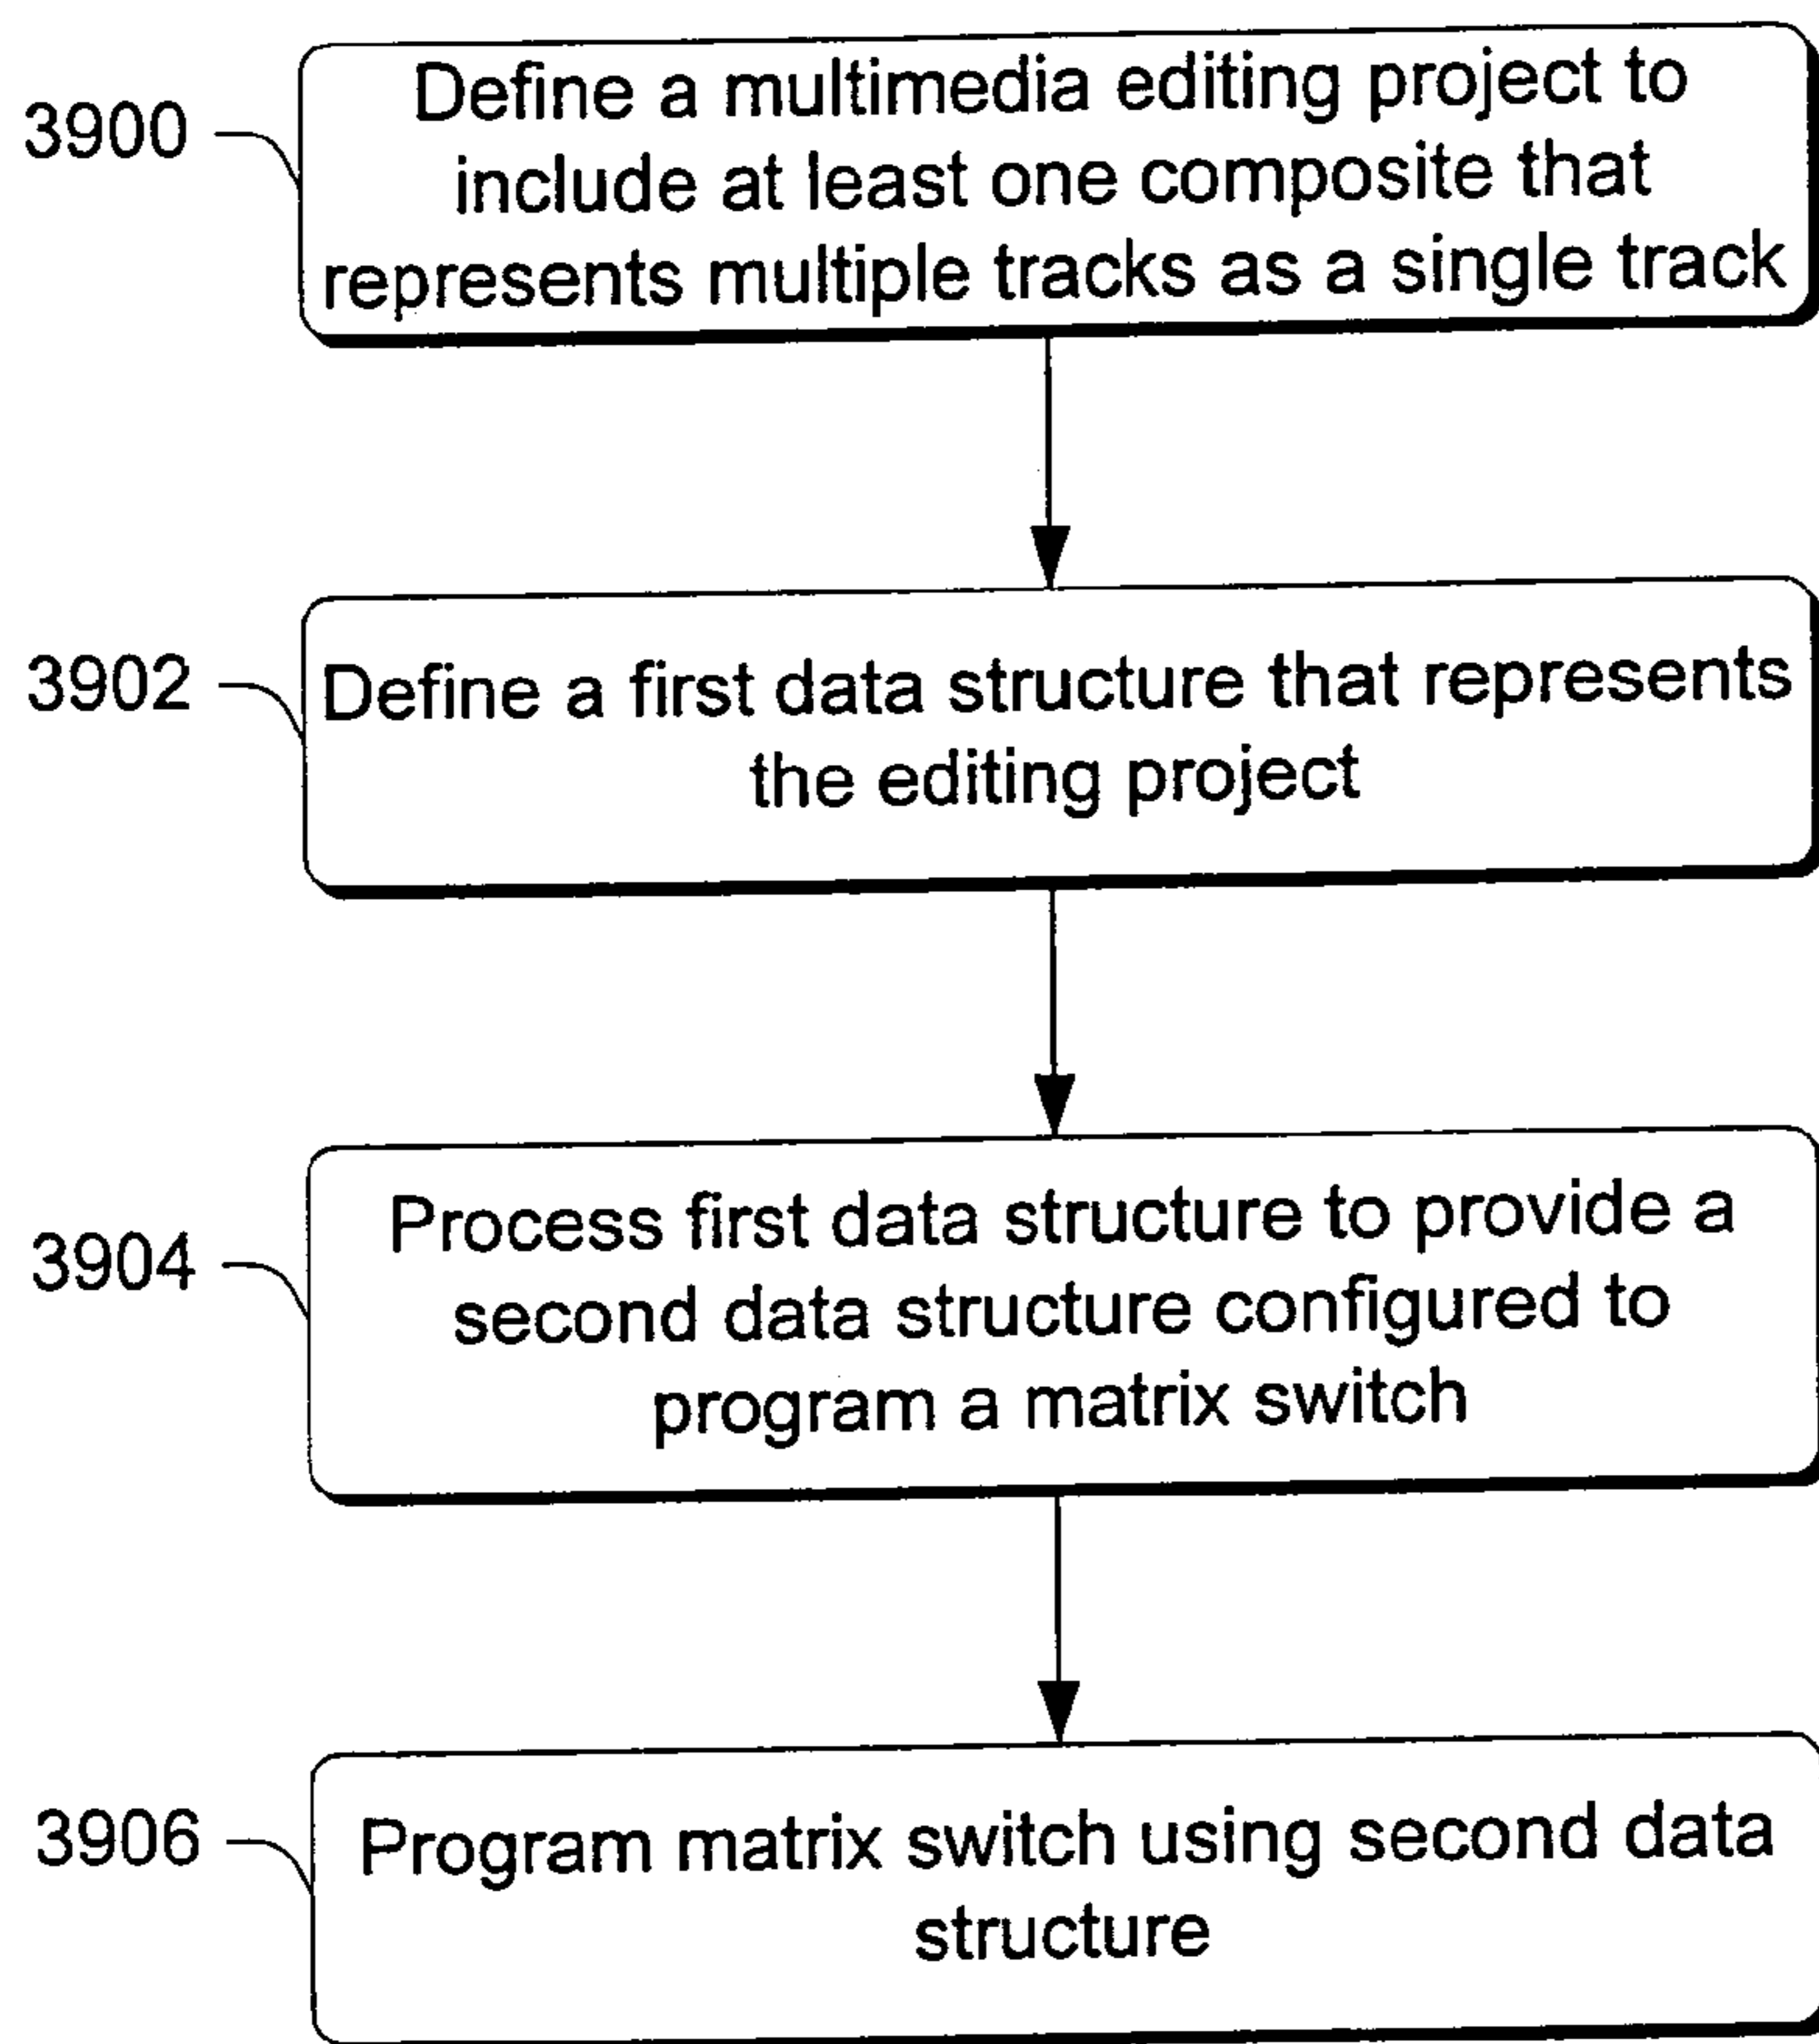 3900
Define a multimedia editing project to
include at least one composite that
represents multiple tracks as a single track
3902
Define a first data structure that represents
the editing project
3904
Process first data structure to provide a
second data structure configured to
program a matrix switch
3906
Program matrix switch using second data
structure